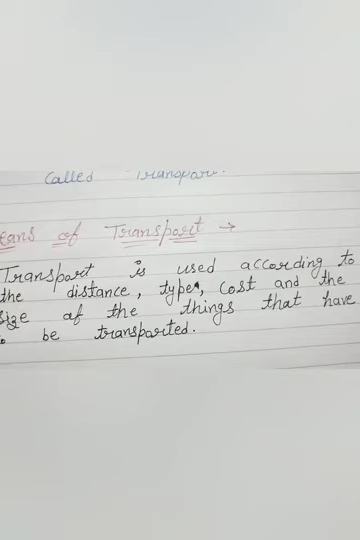 Called Transport.
eans of Transport →
Transport is used according to
the distance, type, cost and the
size of the things that have
o be transported.